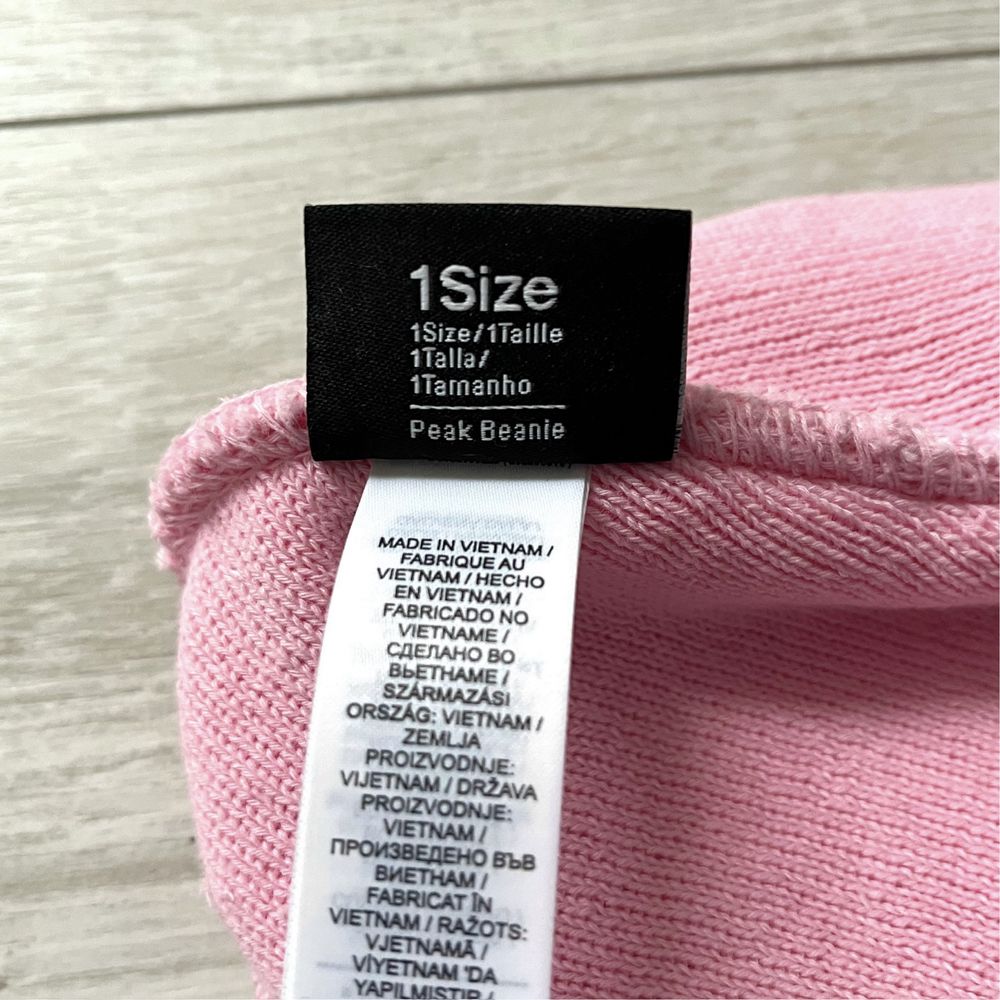 1Size
1Size/1Taille
1Talla/
1Tamanho
Peak Beanie
MADE IN VIETNAM /
FABRIQUE AU
VIETNAM / HECHO
EN VIETNAM /
FABRICADO NO
VIETNAME /
СДЕЛАНО ВО
ВЬЕТНАМЕ /
SZÁRMAZÁSI
ORSZÁG: VIETNAM /
ZEMLJA
PROIZVODNJE:
VIJETNAM / DRŽAVA
PROIZVODNJE:
VIETNAM /
ПРОИЗВЕДЕНО ВЪВ
ВИЕТНАМ /
FABRICAT ÎN
VIETNAM / RAŽOTS:
VJETNAMĀ /
VİYETNAM 'DA
YAPILMIŞTIR /